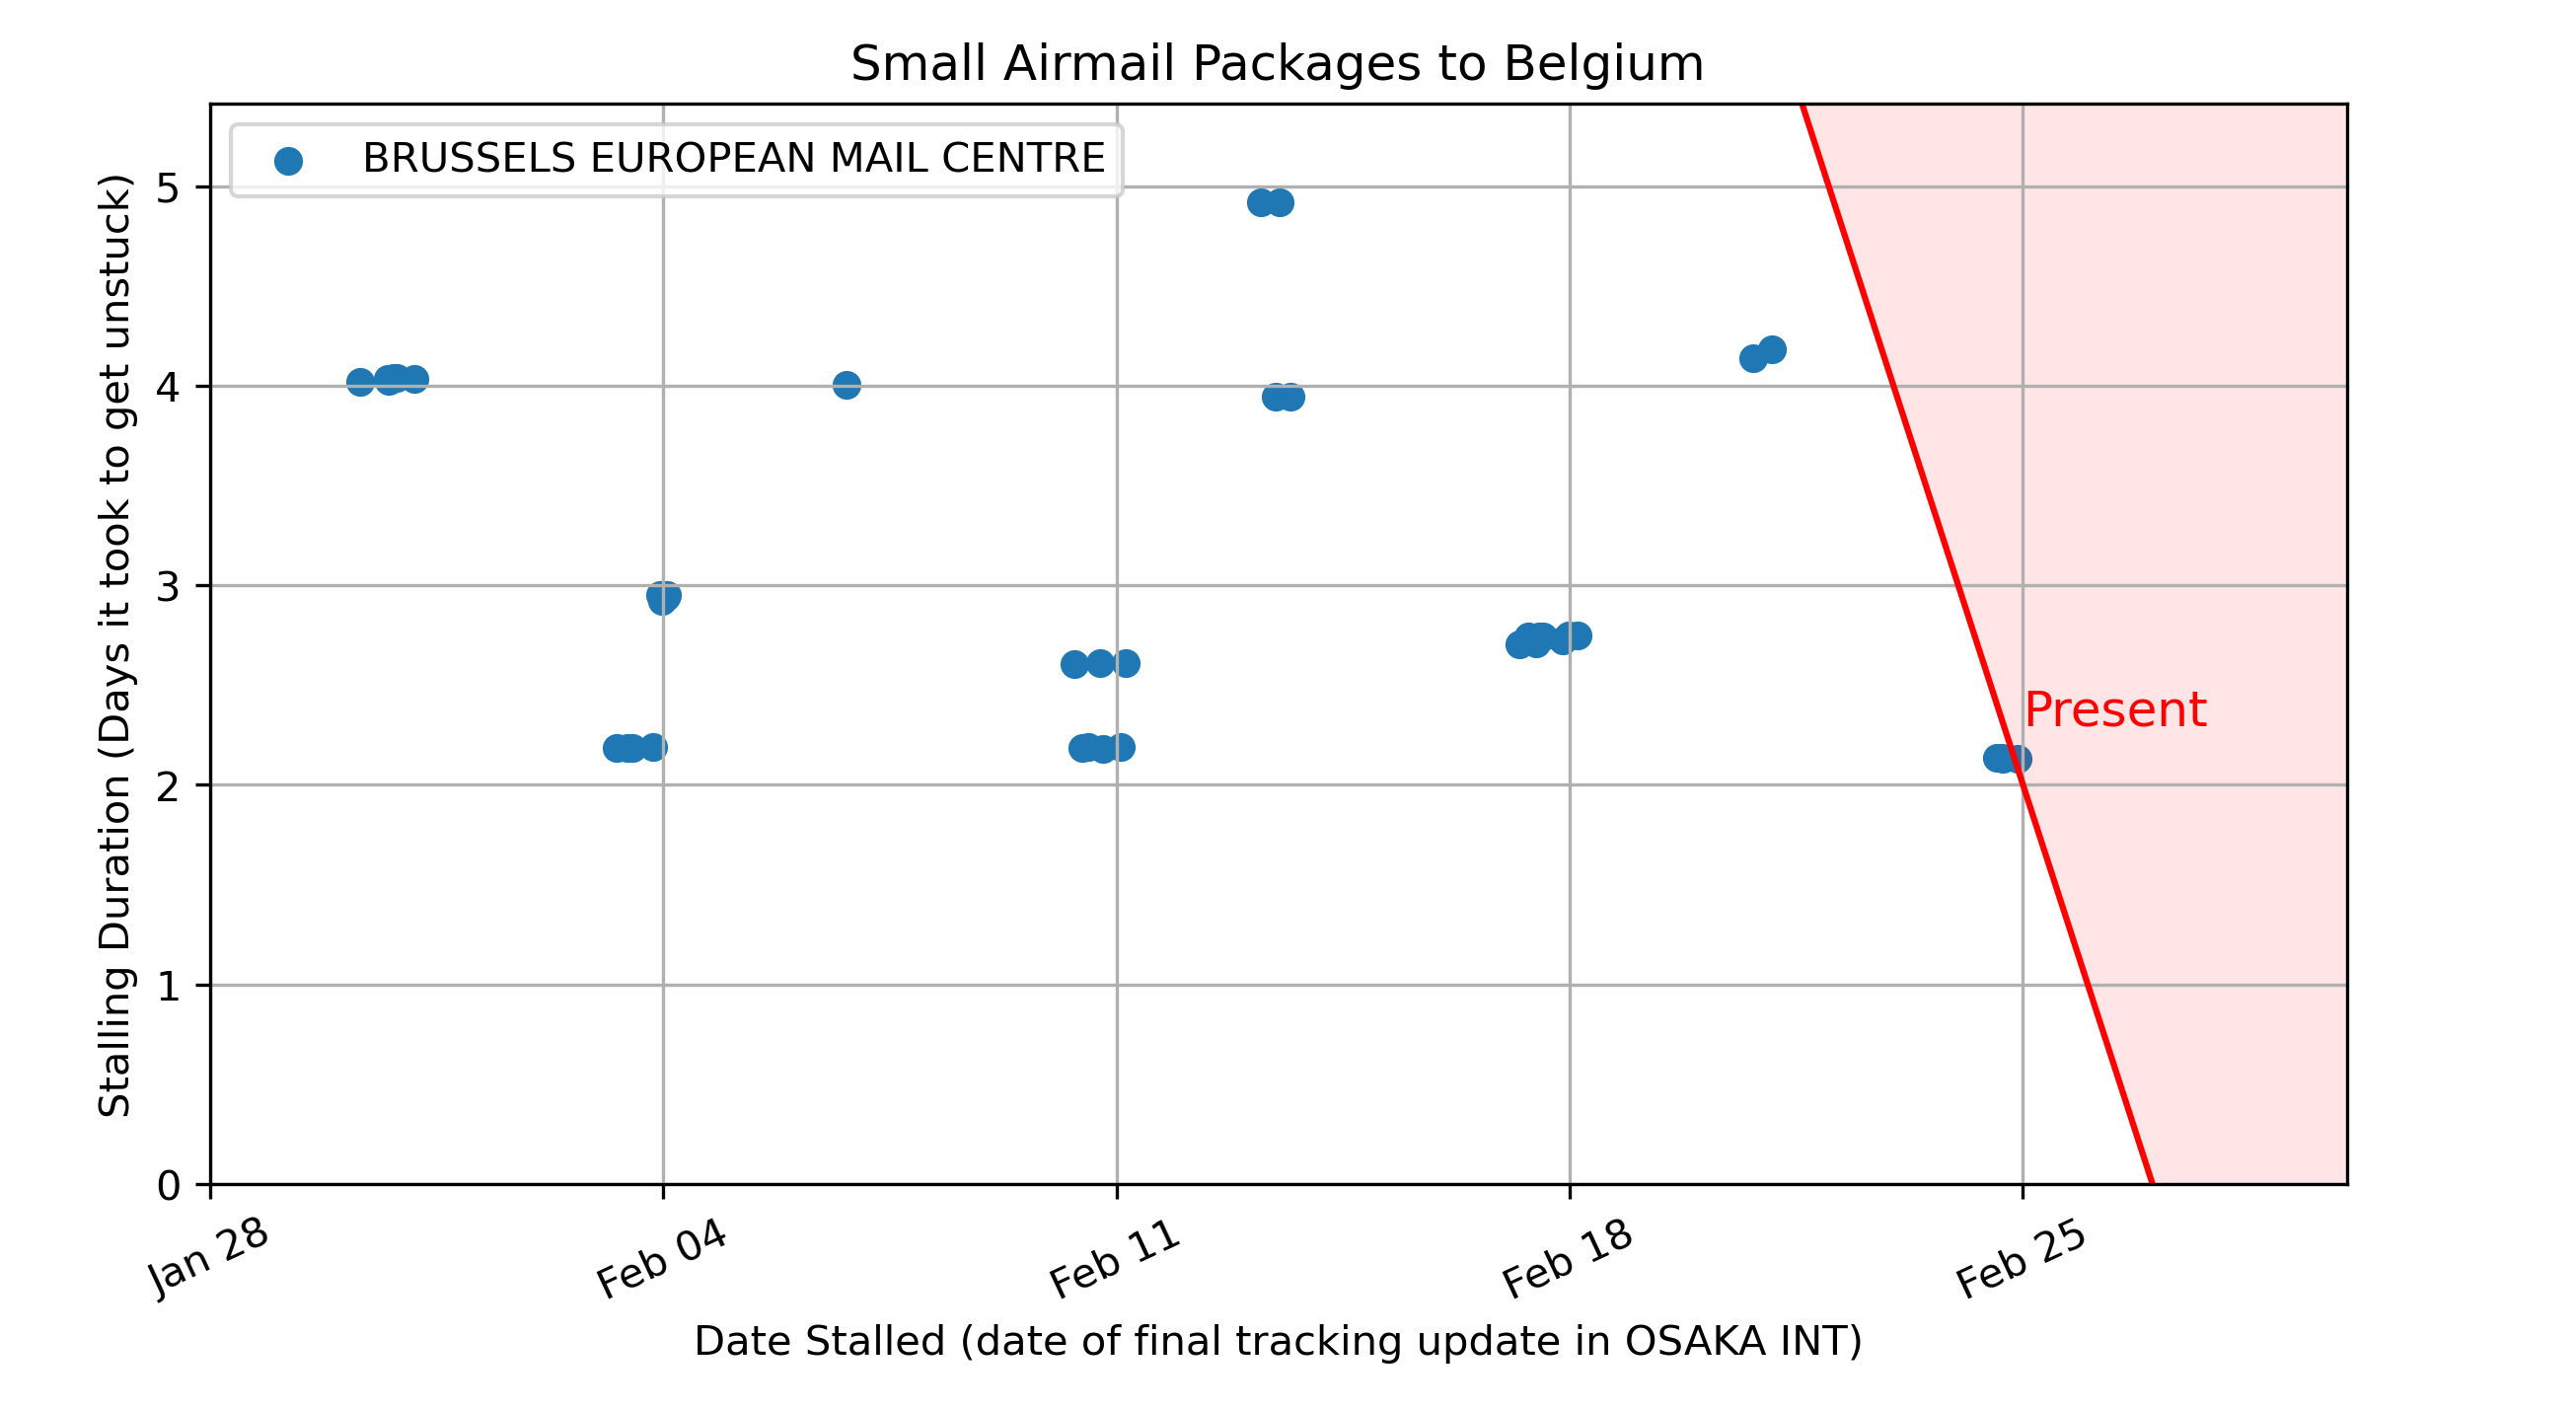 Small Airmail Packages to Belgium
BRUSSELS EUROPEAN MAIL CENTRE
Stalling Duration (Days it took to get unstuck)
5
4
3
2
1
0
Present
Jan 28
Feb 04
Feb 11
Feb 18
Feb 25
Date Stalled (date of final tracking update in OSAKA INT)